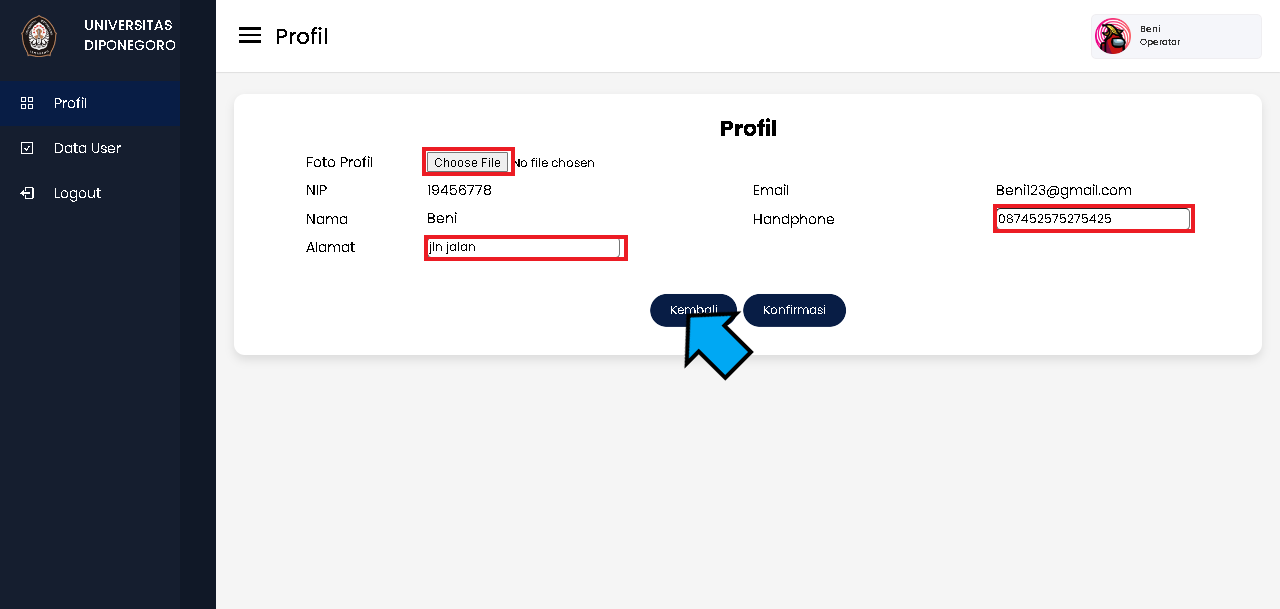 UNIVERSITAS
DIPONEGORO
Profil
Data User
Logout
Profil
Beni
Operator
Profil
Foto Profil Choose File No file chosen
NIP 19456778 Email Beni123@gmail.com
Nama Beni Handphone 087452575275425
Alamat jln jalan
Kembali Konfirmasi